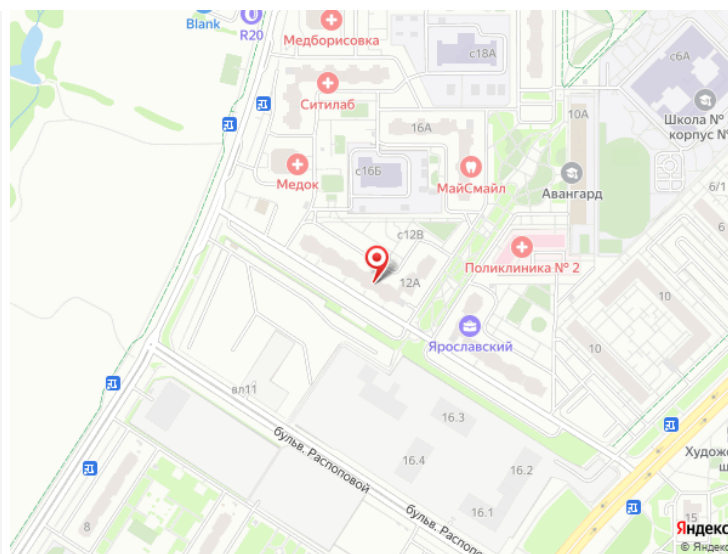 Blank
R20
Медборисовка
с18А
с6А
Ситилаб
16А
10А
Школа №
корпус №
Медок
с16Б
МайСмайл
Авангард
6/1
6
с12В
Поликлиника № 2
12А
10
Ярославский
10
вл11
16.3
бульв. Распоповой
16.4
16.2
Художе
ш
8
16.1
бульв. Распопо
15
Яндекс
© Яндекс